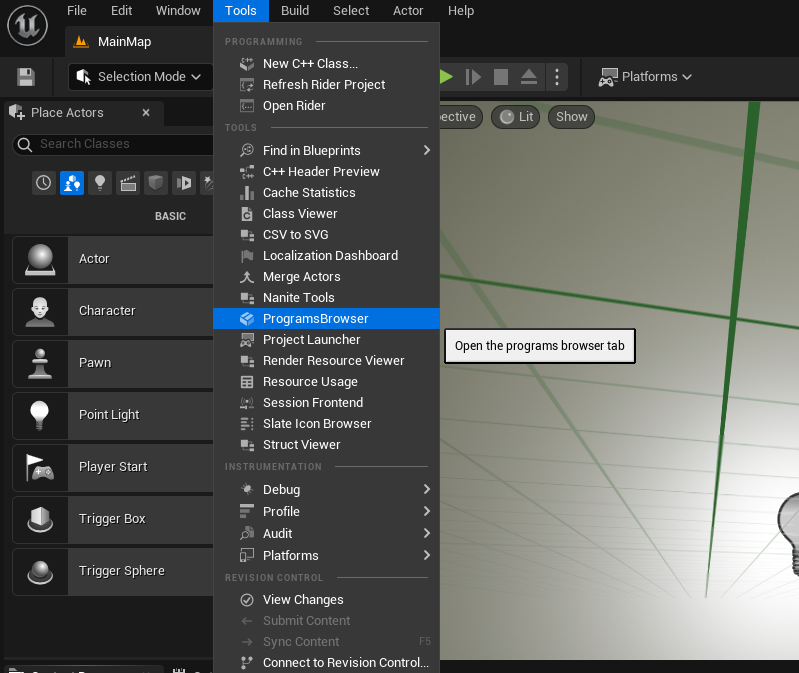 File Edit Window Tools Build Select Actor Help
MainMap
Selection Mode
Platforms
Place Actors
Search Classes
BASIC
Actor
Character
Pawn
Point Light
Player Start
Trigger Box
Trigger Sphere
PROGRAMMING
New C++ Class...
Refresh Rider Project
Open Rider
TOOLS
Find in Blueprints
C++ Header Preview
Cache Statistics
Class Viewer
CSV to SVG
Localization Dashboard
Merge Actors
Nanite Tools
ProgramsBrowser
Project Launcher
Render Resource Viewer
Resource Usage
Session Frontend
Slate Icon Browser
Struct Viewer
INSTRUMENTATION
Debug
Profile
Audit
Platforms
REVISION CONTROL
View Changes
Submit Content
Sync Content F5
Connect to Revision Control...
pective Lit Show
Open the programs browser tab